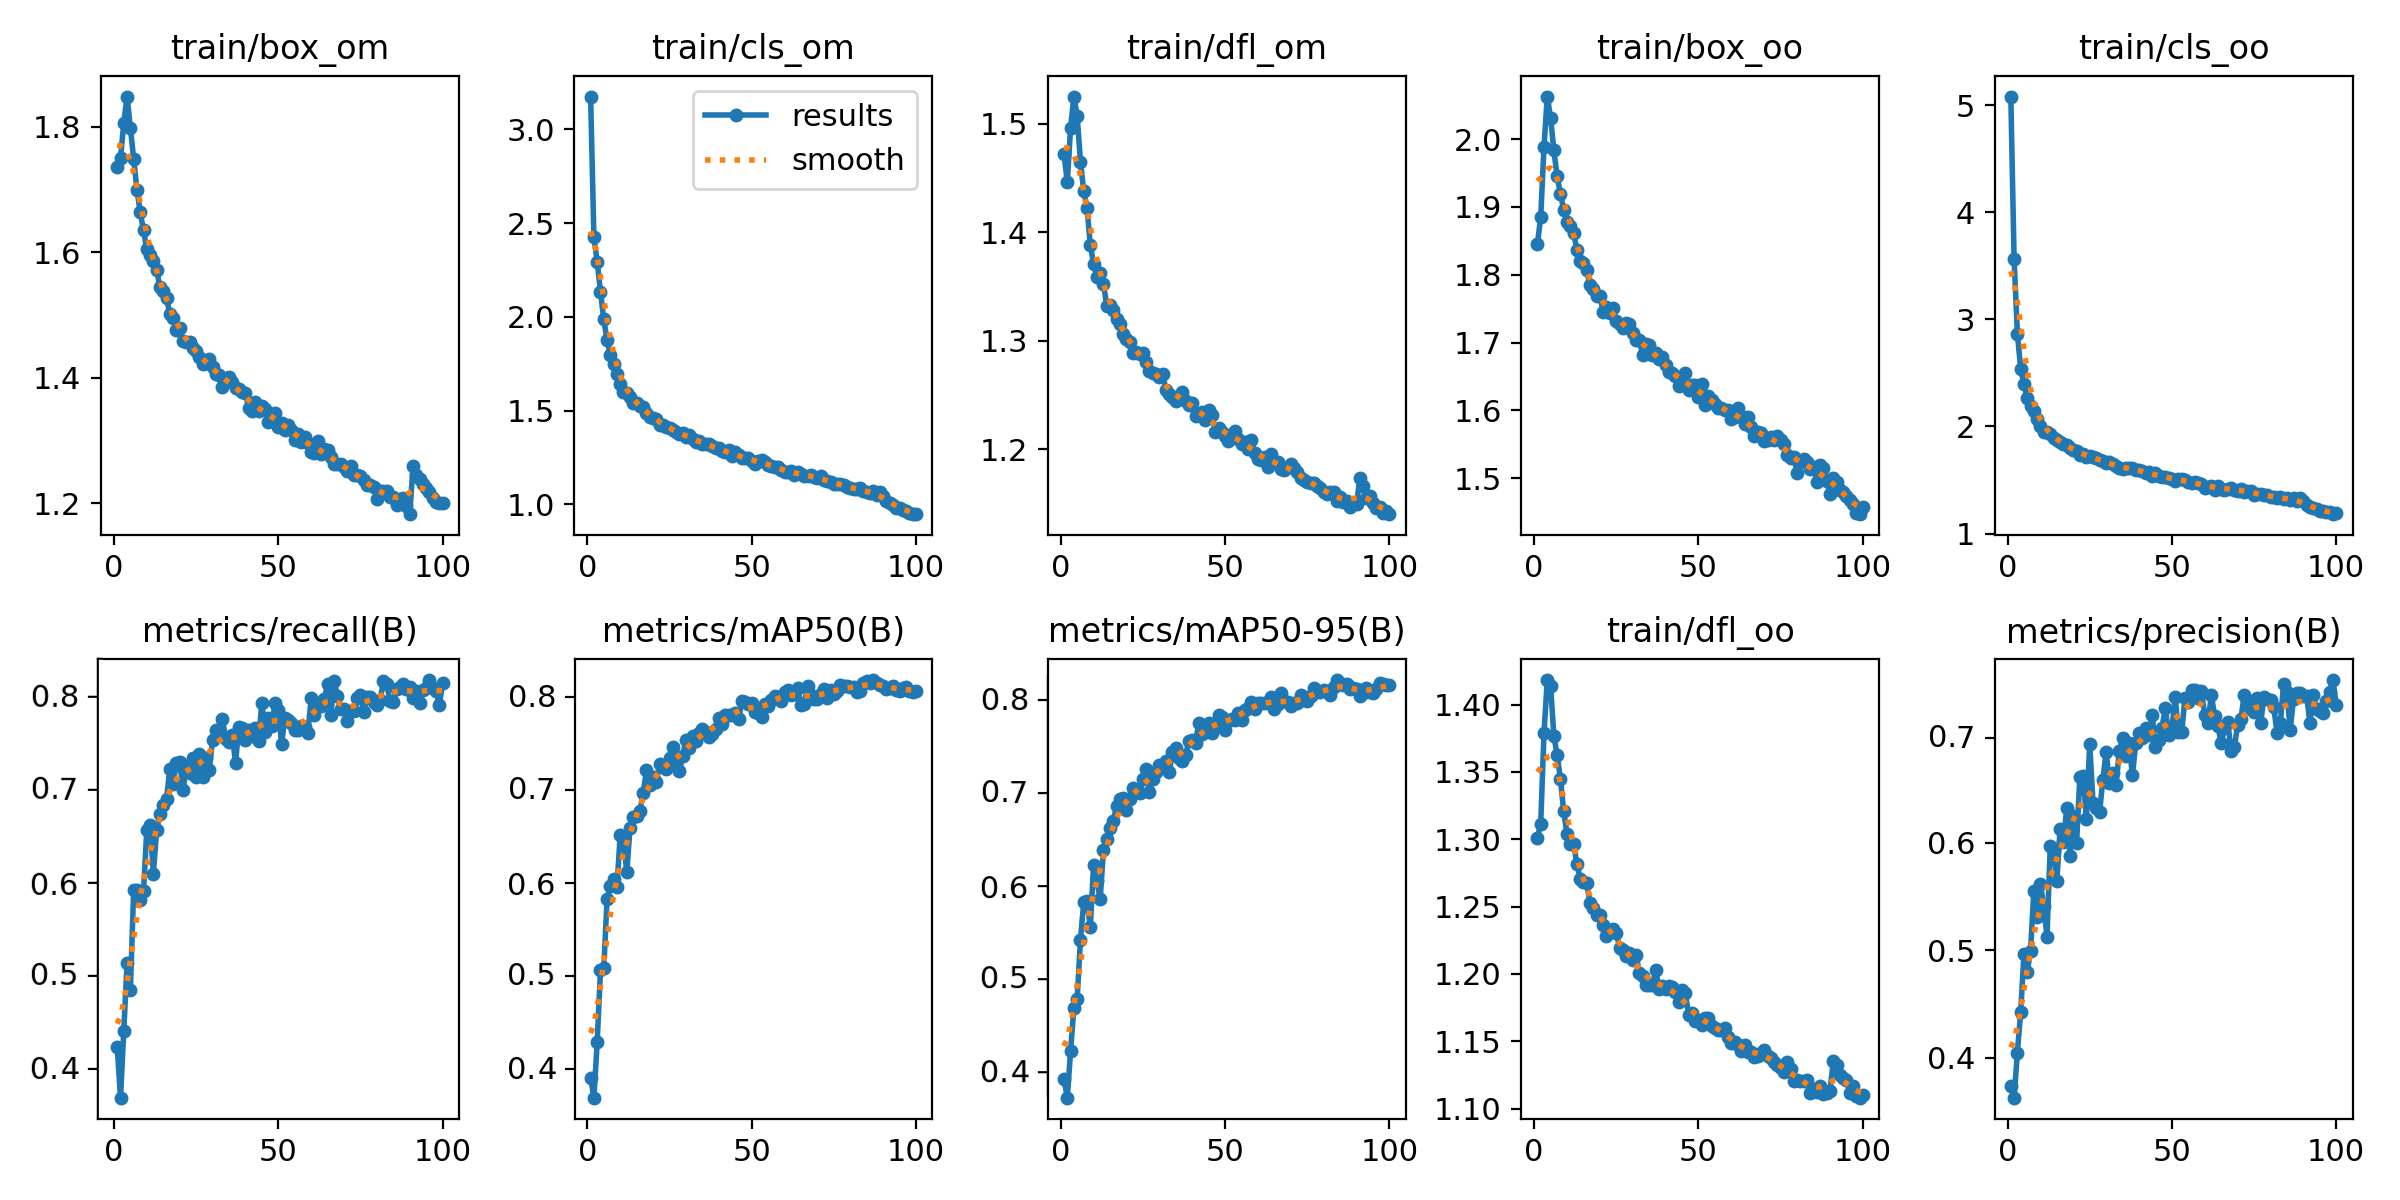 train/box_om
1.8
1.6
1.4
1.2
0 50 100
train/cls_om
results
smooth
3.0
2.5
2.0
1.5
1.0
0 50 100
train/dfl_om
1.5
1.4
1.3
1.2
0 50 100
train/box_oo
2.0
1.9
1.8
1.7
1.6
1.5
0 50 100
train/cls_oo
5
4
3
2
1
0 50 100
metrics/recall(B)
0.8
0.7
0.6
0.5
0.4
0 50 100
metrics/mAP50(B)
0.8
0.7
0.6
0.5
0.4
0 50 100
metrics/mAP50-95(B)
0.8
0.7
0.6
0.5
0.4
0 50 100
train/dfl_oo
1.40
1.35
1.30
1.25
1.20
1.15
1.10
0 50 100
metrics/precision(B)
0.7
0.6
0.5
0.4
0 50 100